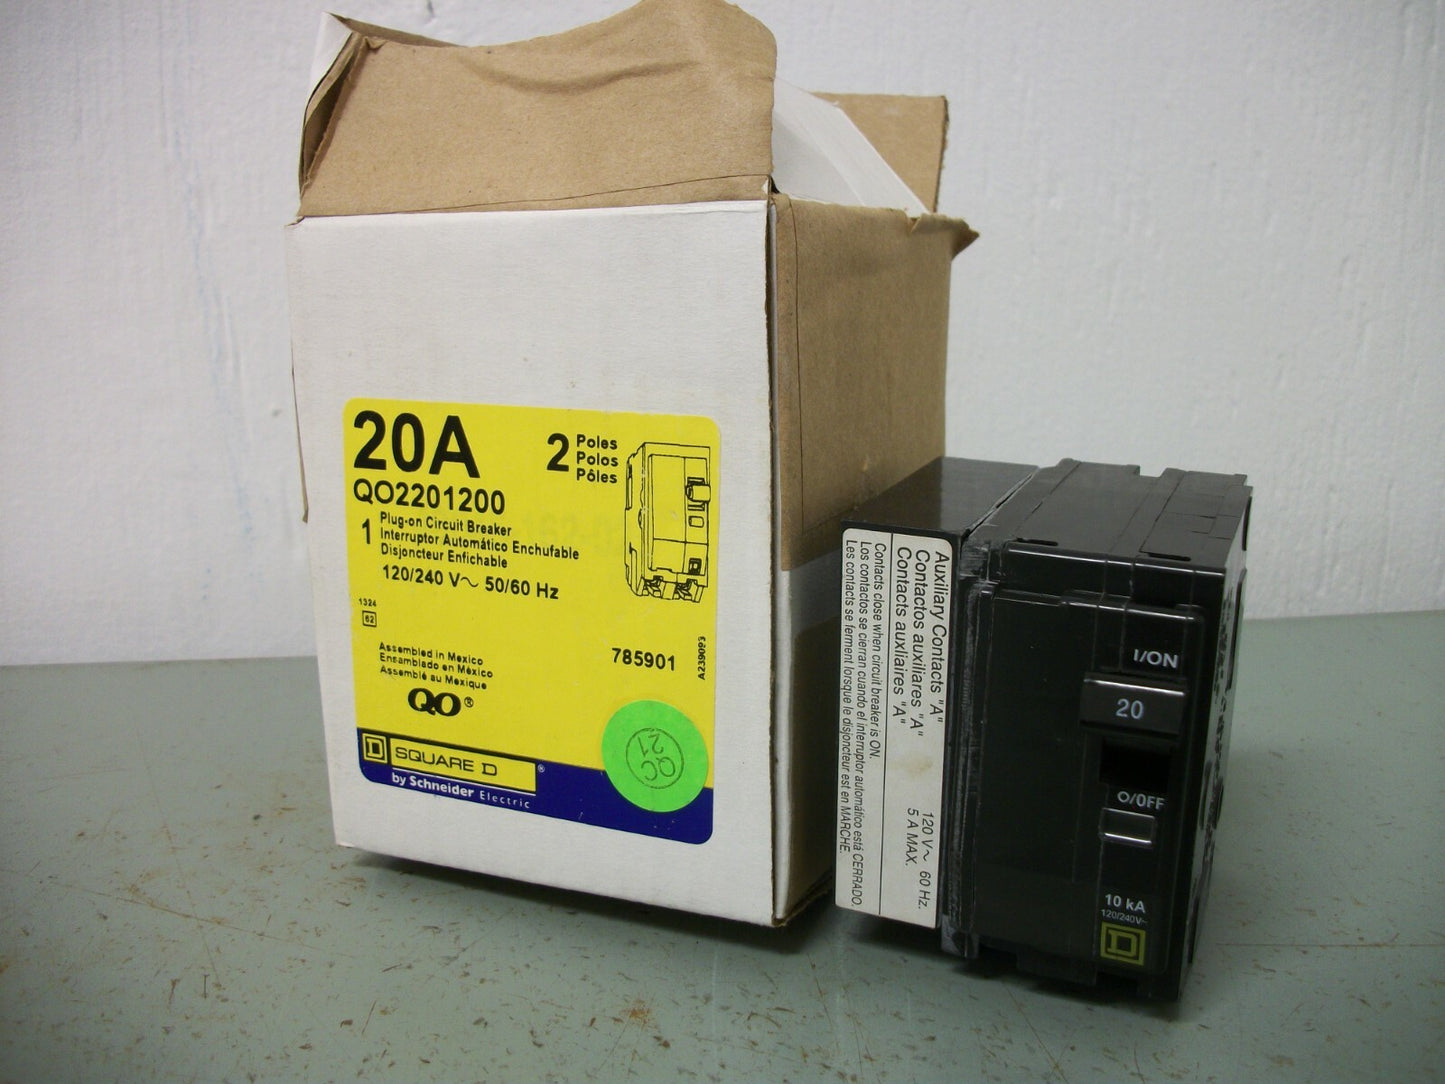 20A
2 Poles
Polos
Pôles
QO2201200
1 Plug-on Circuit Breaker
Interruptor Automático Enchufable
Disjoncteur Enfichable
120/240 V~ 50/60 Hz
1324
62
Assembled in Mexico
Ensamblado en México
Assemblé au Mexique
785901
A239093
QO®
D SQUARE D®
by Schneider Electric
QC
21
Auxiliary Contacts "A"
Contactos auxiliares "A"
Contacts auxliaires "A"
120 V~ 60 Hz.
5 A MAX.
Contacts close when circuit breaker is ON.
Los contactos se cierran cuando el interruptor automático está CERRADO.
Les contacts se ferment lorsque le disjoncteur est en MARCHE.
I/ON
20
O/OFF
10 kA
120/240V~
D